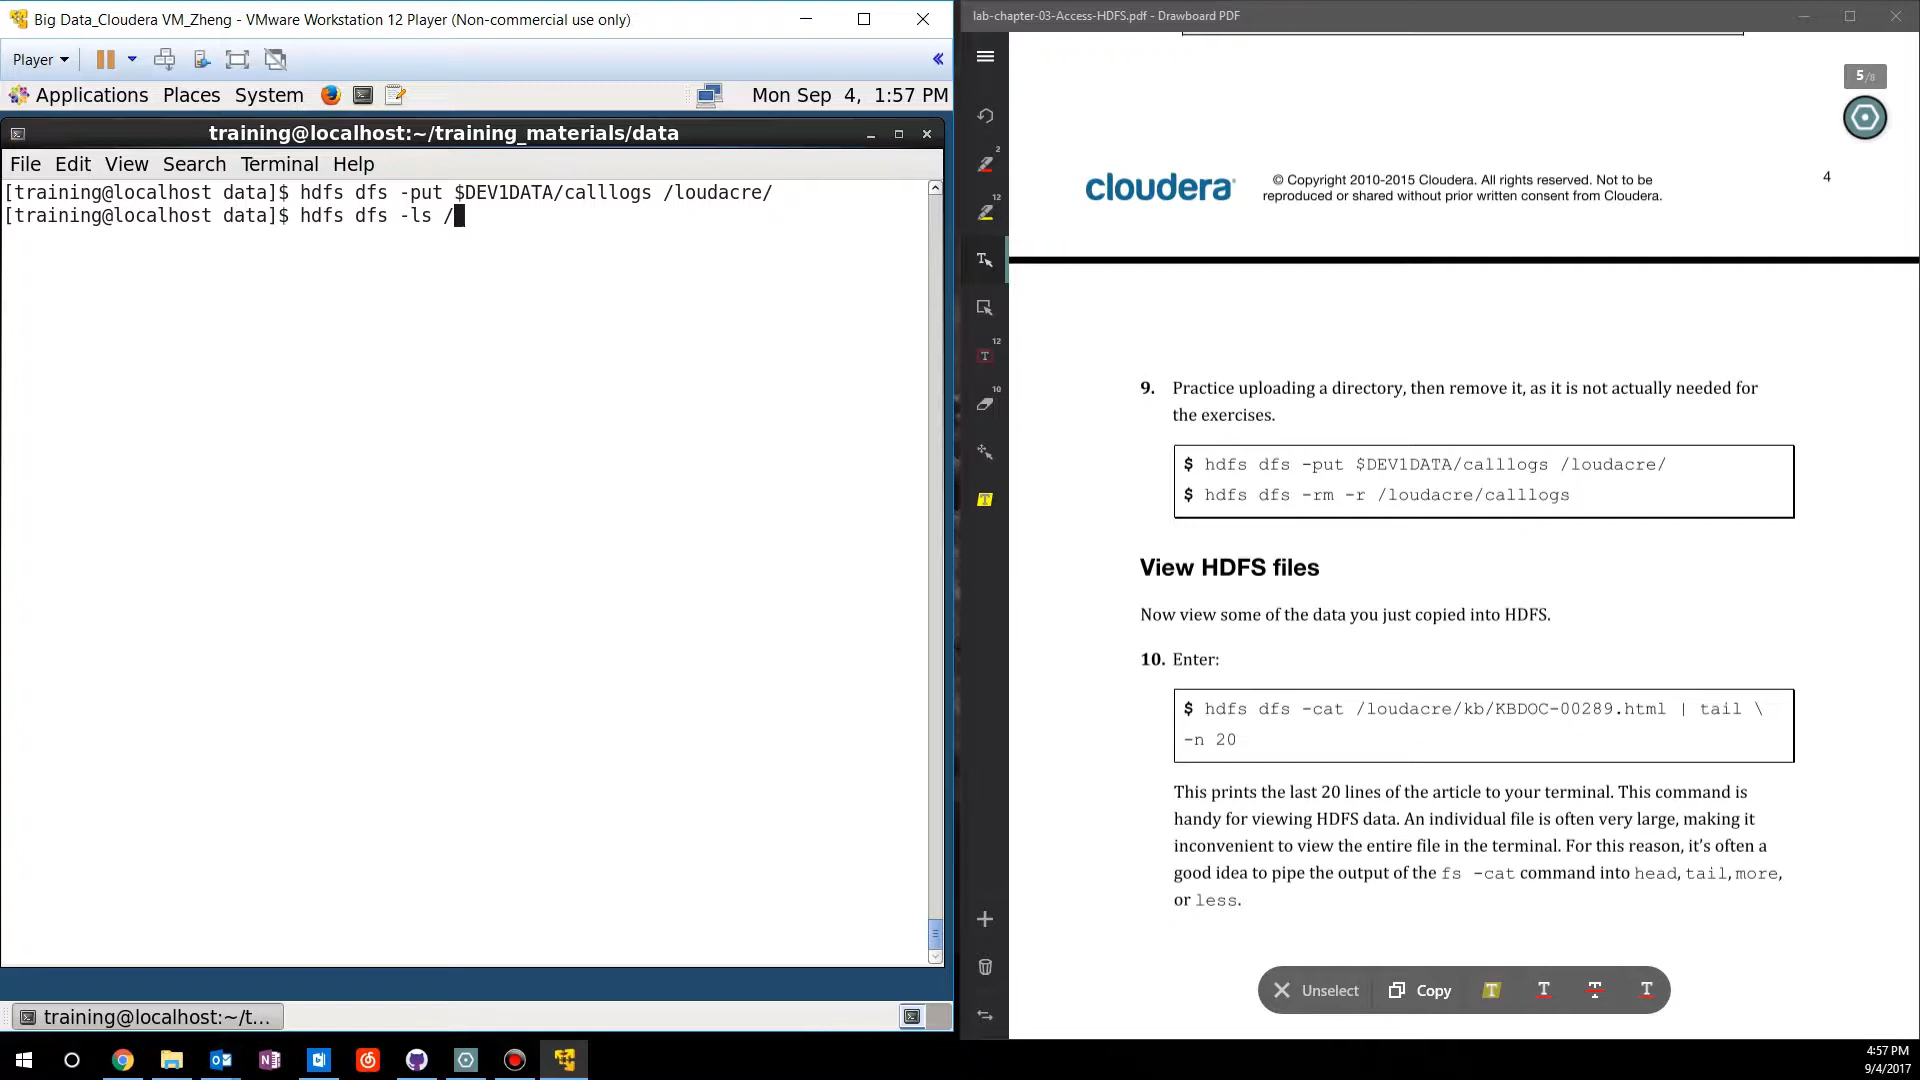 Big Data_Cloudera VM_Zheng - VMware Workstation 12 Player (Non-commercial use only)
Player
Applications Places System
Mon Sep 4, 1:57 PM
training@localhost:~/training_materials/data
File Edit View Search Terminal Help
[training@localhost data]$ hdfs dfs -put $DEV1DATA/calllogs /loudacre/
[training@localhost data]$ hdfs dfs -ls /
training@localhost:~/t...
lab-chapter-03-Access-HDFS.pdf - Drawboard PDF
5/8
2
12
12
10
cloudera
© Copyright 2010-2015 Cloudera. All rights reserved. Not to be
reproduced or shared without prior written consent from Cloudera.
4
9. Practice uploading a directory, then remove it, as it is not actually needed for
the exercises.
$ hdfs dfs -put $DEV1DATA/calllogs /loudacre/
$ hdfs dfs -rm -r /loudacre/calllogs
View HDFS files
Now view some of the data you just copied into HDFS.
10. Enter:
$ hdfs dfs -cat /loudacre/kb/KBDOC-00289.html | tail \
-n 20
This prints the last 20 lines of the article to your terminal. This command is
handy for viewing HDFS data. An individual file is often very large, making it
inconvenient to view the entire file in the terminal. For this reason, it's often a
good idea to pipe the output of the fs -cat command into head, tail, more,
or less.
Unselect Copy T T T T
4:57 PM
9/4/2017